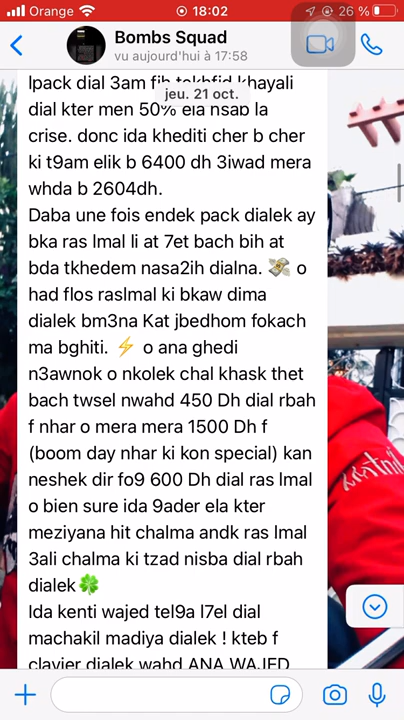 Orange
18:02
26 %
Bombs Squad
vu aujourd'hui à 17:58
lpack dial 3am fih tekhfid khayali
jeu. 21 oct.
dial kter men 50% ela nsab la
crise. donc ida khediti cher b cher
ki t9am elik b 6400 dh 3iwad mera
whda b 2604dh.
Daba une fois endek pack dialek ay
bka ras lmal li at 7et bach bih at
bda tkhedem nasa2ih dialna. 💸 o
had flos raslmal ki bkaw dima
dialek bm3na Kat jbedhom fokach
ma bghiti. ⚡ o ana ghedi
n3awnok o nkolek chal khask thet
bach twsel nwahd 450 Dh dial rbah
f nhar o mera mera 1500 Dh f
(boom day nhar ki kon special) kan
neshek dir fo9 600 Dh dial ras lmal
o bien sure ida 9ader ela kter
meziyana hit chalma andk ras lmal
3ali chalma ki tzad nisba dial rbah
dialek🍀
Ida kenti wajed tel9a l7el dial
machakil madiya dialek ! kteb f
clavier dialek wahd ANA WAJED